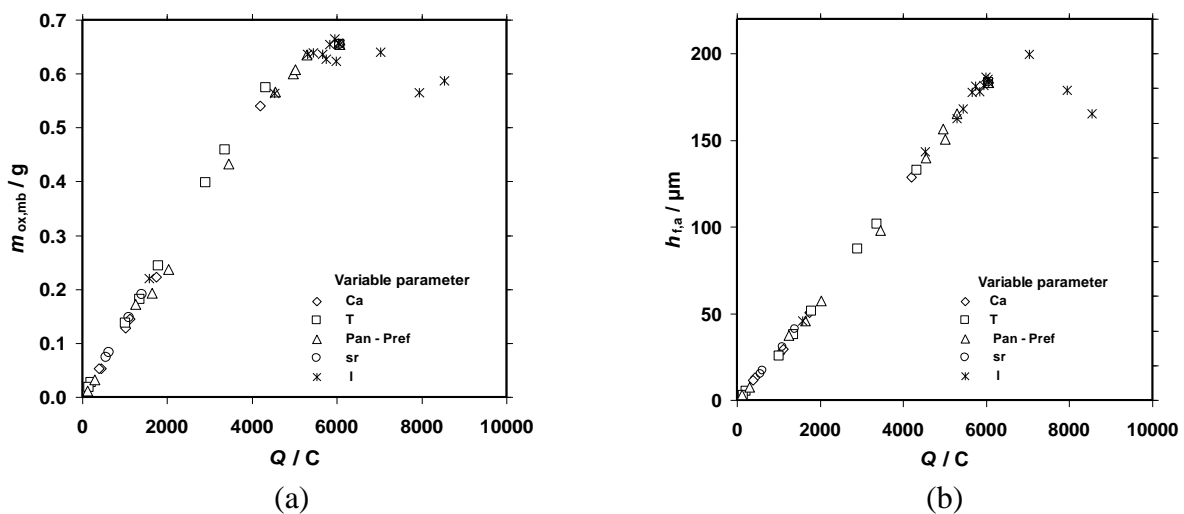 0.7
0.6
0.5
0.4
0.3
0.2
0.1
0.0
m ox,mb / g
0 2000 4000 6000 8000 10000
Q / C
Variable parameter
Ca
T
Pan - Pref
sr
I
(a)
200
150
100
50
0
h f,a / µm
0 2000 4000 6000 8000 10000
Q / C
Variable parameter
Ca
T
Pan - Pref
sr
I
(b)